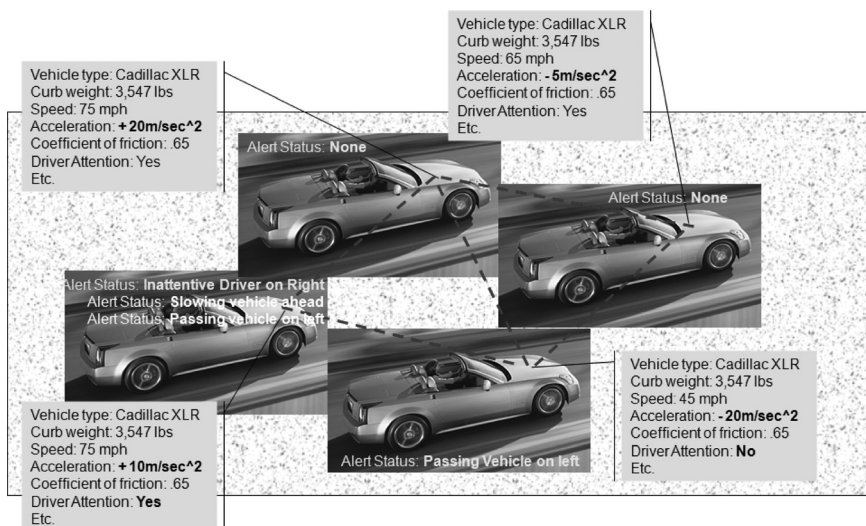 Vehicle type: Cadillac XLR
Curb weight: 3,547 lbs
Speed: 65 mph
Acceleration: - 5m/sec^2
Coefficient of friction: .65
Driver Attention: Yes
Etc.
Vehicle type: Cadillac XLR
Curb weight: 3,547 lbs
Speed: 75 mph
Acceleration: + 20m/sec^2
Coefficient of friction: .65
Driver Attention: Yes
Etc.
Alert Status: None
Alert Status: None
Alert Status: Inattentive Driver on Right
Alert Status: Slowing vehicle ahead
Alert Status: Passing vehicle on left
Vehicle type: Cadillac XLR
Curb weight: 3,547 lbs
Speed: 45 mph
Acceleration: - 20m/sec^2
Coefficient of friction: .65
Driver Attention: No
Etc.
Vehicle type: Cadillac XLR
Curb weight: 3,547 lbs
Speed: 75 mph
Acceleration: + 10m/sec^2
Coefficient of friction: .65
Driver Attention: Yes
Etc.
Alert Status: Passing Vehicle on left